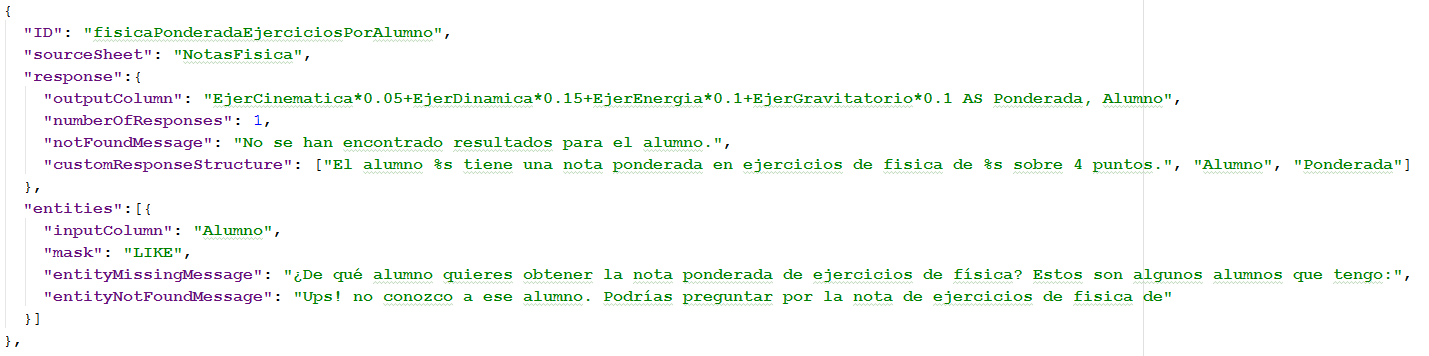 {
"ID": "fisicaPonderadaEjerciciosPorAlumno",
"sourceSheet": "NotasFisica",
"response":{
"outputColumn": "EjerCinematica*0.05+EjerDinamica*0.15+EjerEnergia*0.1+EjerGravitatorio*0.1 AS Ponderada, Alumno",
"numberOfResponses": 1,
"notFoundMessage": "No se han encontrado resultados para el alumno.",
"customResponseStructure": ["El alumno %s tiene una nota ponderada en ejercicios de fisica de %s sobre 4 puntos.", "Alumno", "Ponderada"]
},
"entities":[{
"inputColumn": "Alumno",
"mask": "LIKE",
"entityMissingMessage": "¿De qué alumno quieres obtener la nota ponderada de ejercicios de física? Estos son algunos alumnos que tengo:",
"entityNotFoundMessage": "Ups! no conozco a ese alumno. Podrías preguntar por la nota de ejercicios de fisica de"
}]
},